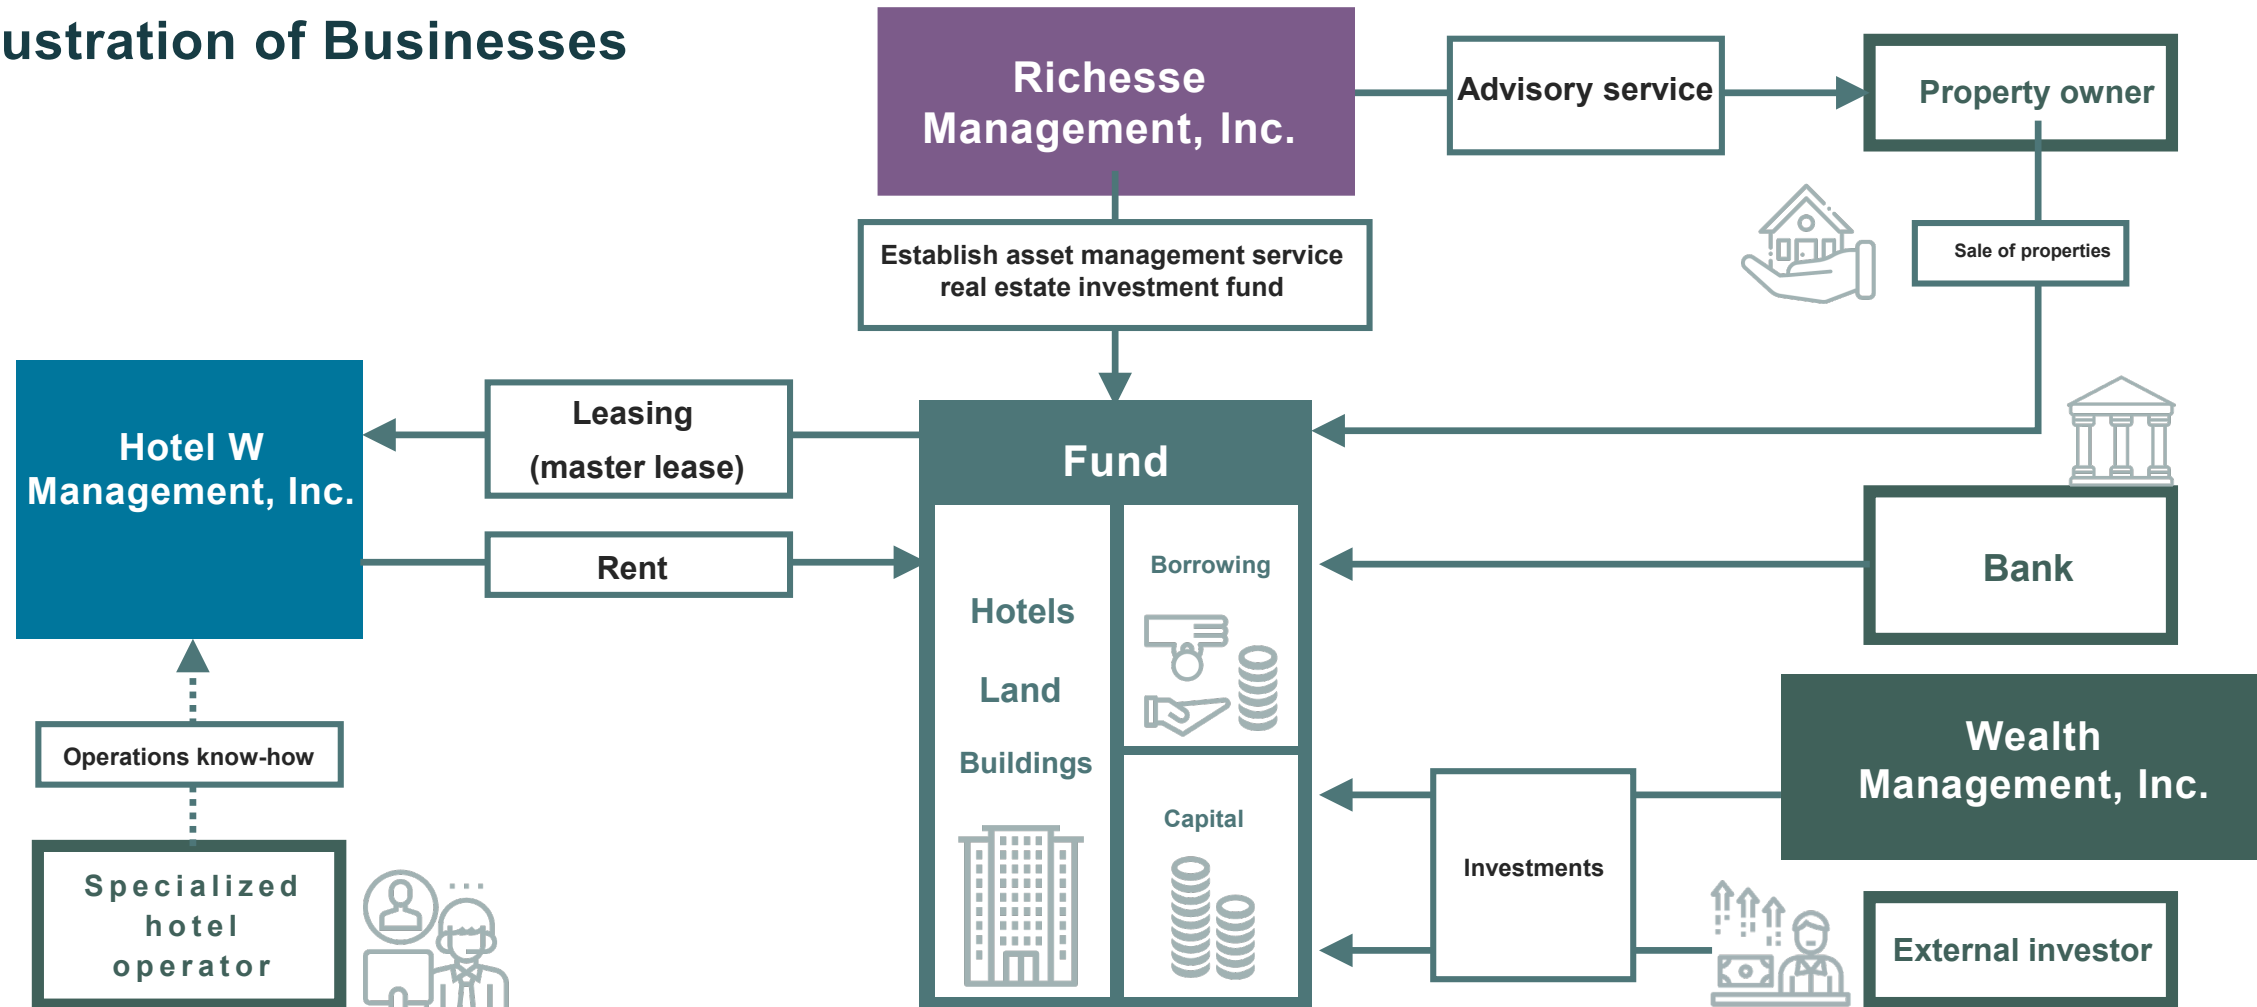 ustration of Businesses
Richesse
Management, Inc.
Advisory service
Property owner
Establish asset management service
real estate investment fund
Sale of properties
Hotel W
Management, Inc.
Leasing
(master lease)
Rent
Fund
Hotels
Land
Buildings
Borrowing
Capital
Bank
Wealth
Management, Inc.
Investments
External investor
Operations know-how
Specialized
hotel
operator